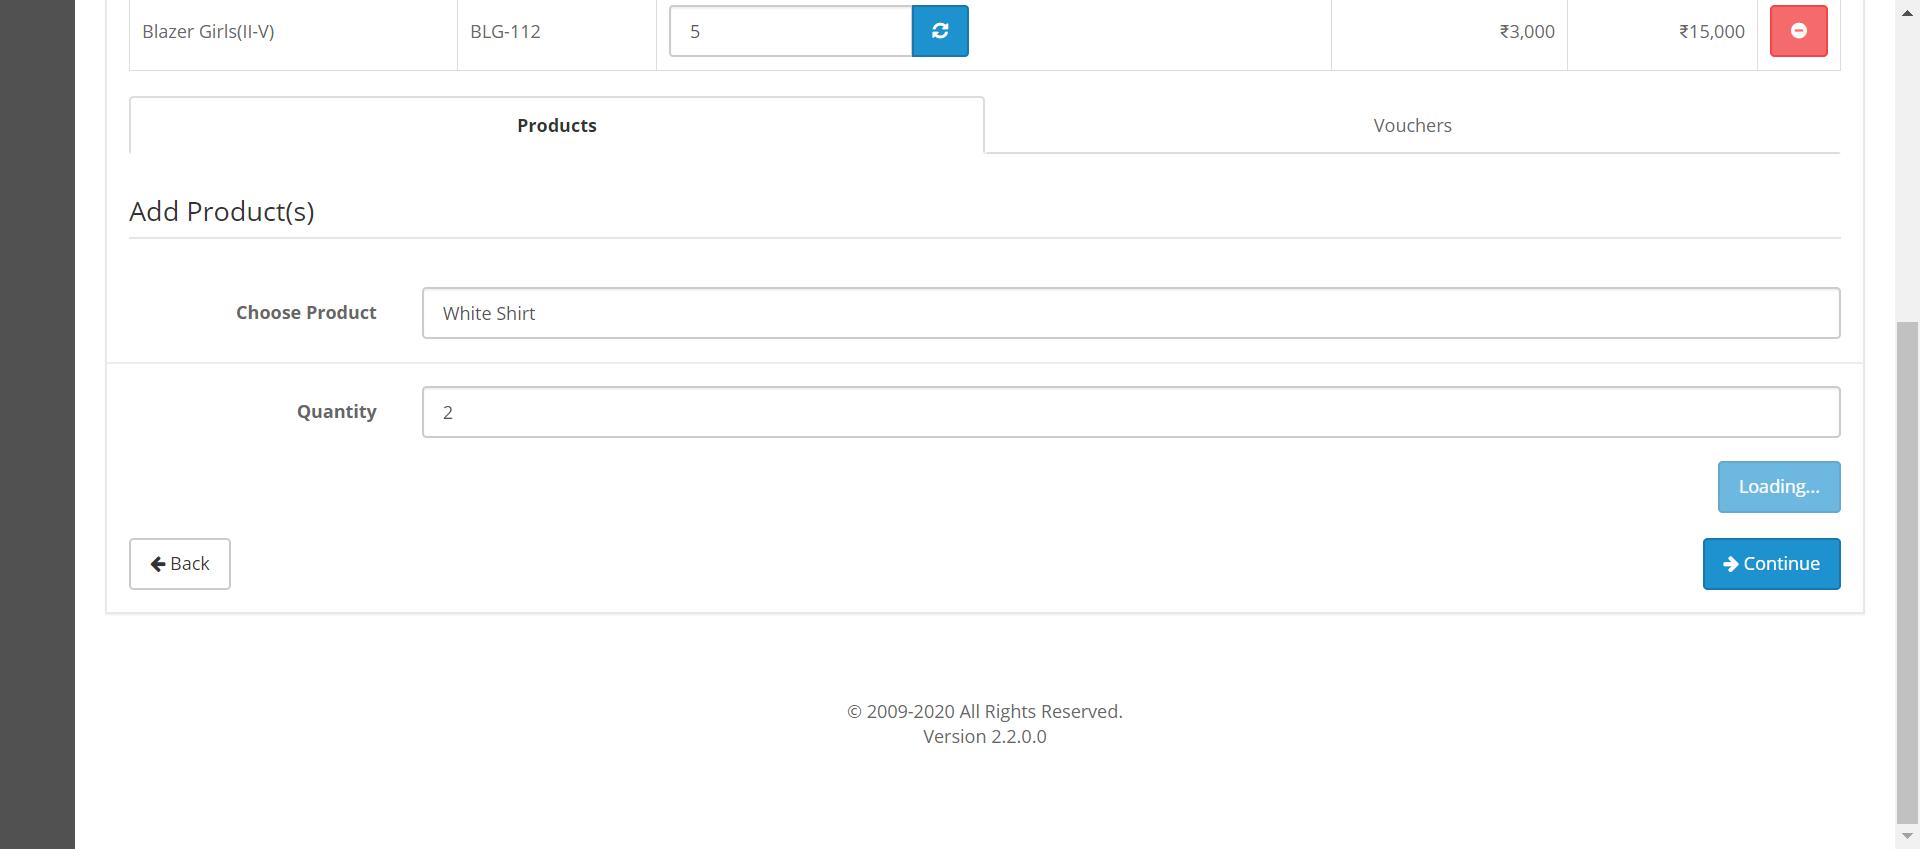 Blazer Girls(II-V) BLG-112 5 ₹3,000 ₹15,000
Products Vouchers
Add Product(s)
Choose Product White Shirt
Quantity 2
Loading...
Back Continue
© 2009-2020 All Rights Reserved.
Version 2.2.0.0